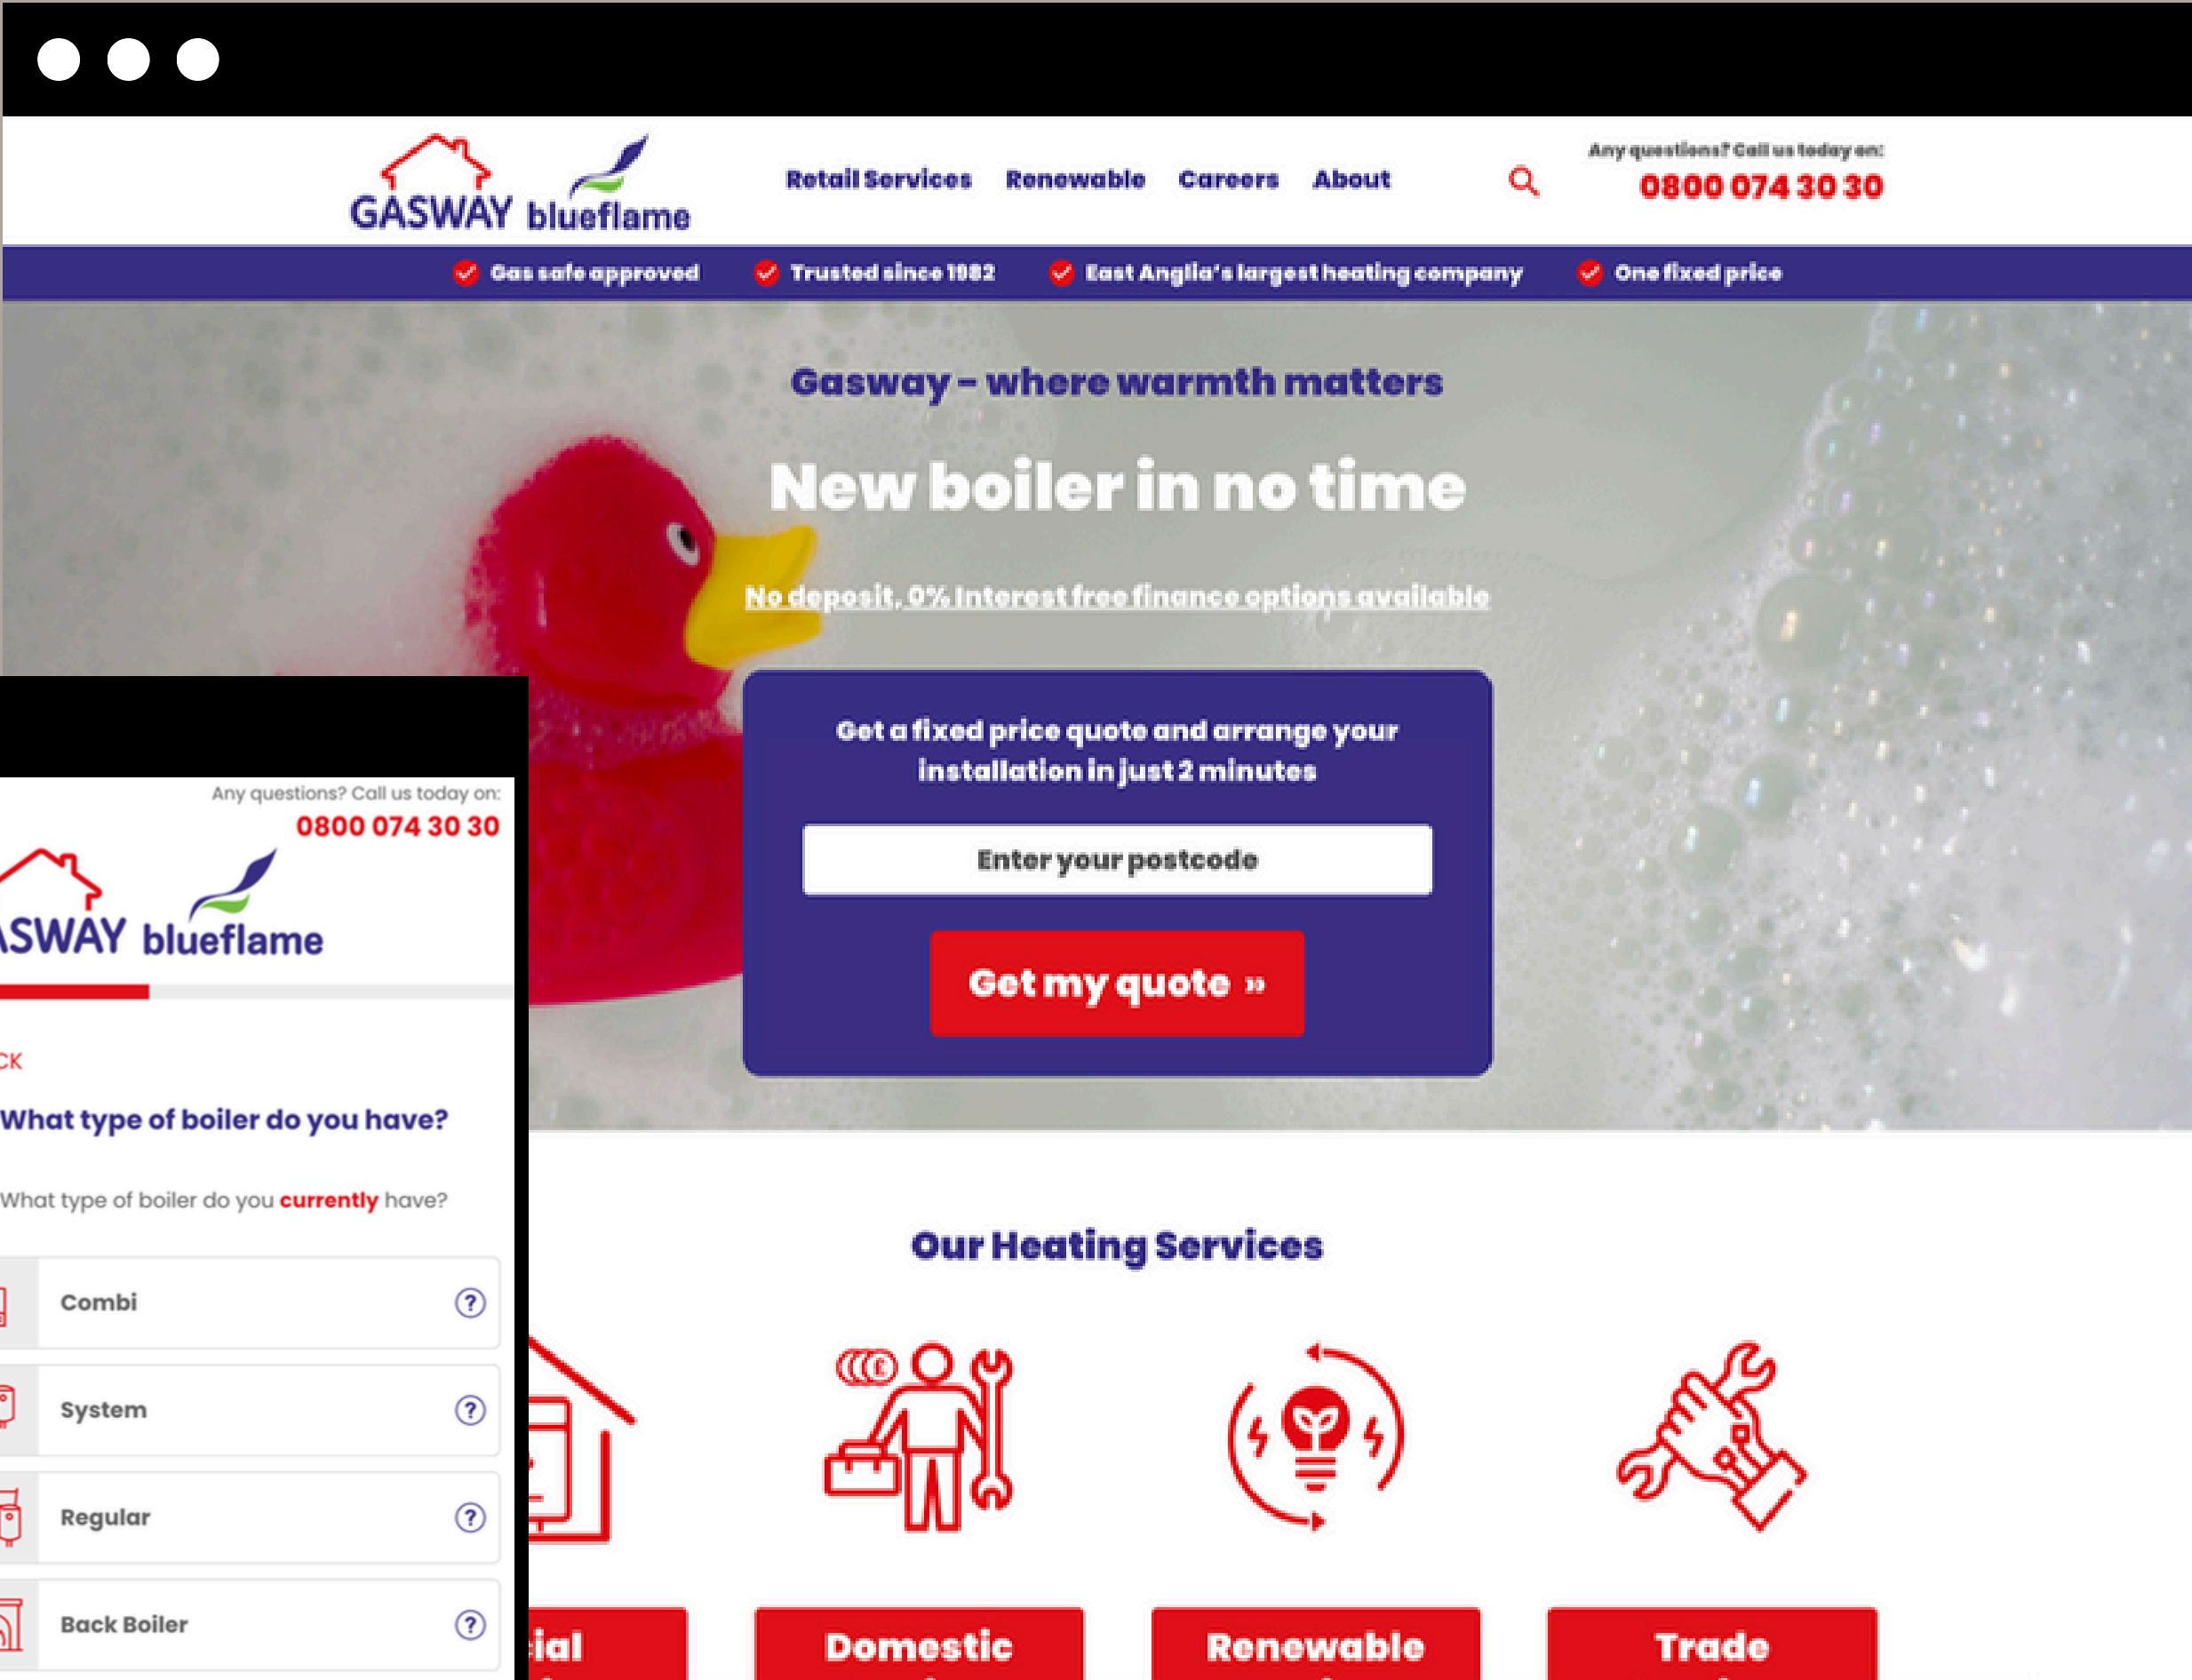 GASWAY blueflame
Retail Services Renewable Careers About
Any questions? Call us today on:
0800 074 30 30
Gas safe approved Trusted since 1982 East Anglia's largest heating company One fixed price
Gasway – where warmth matters
New boiler in no time
No deposit, 0% Interest free finance options available
Get a fixed price quote and arrange your
installation in just 2 minutes
Enter your postcode
Get my quote »
Our Heating Services
Domestic
Renewable
Trade
Any questions? Call us today on:
0800 074 30 30
ASWAY blueflame
CK
What type of boiler do you have?
What type of boiler do you currently have?
Combi ?
System ?
Regular ?
Back Boiler ?